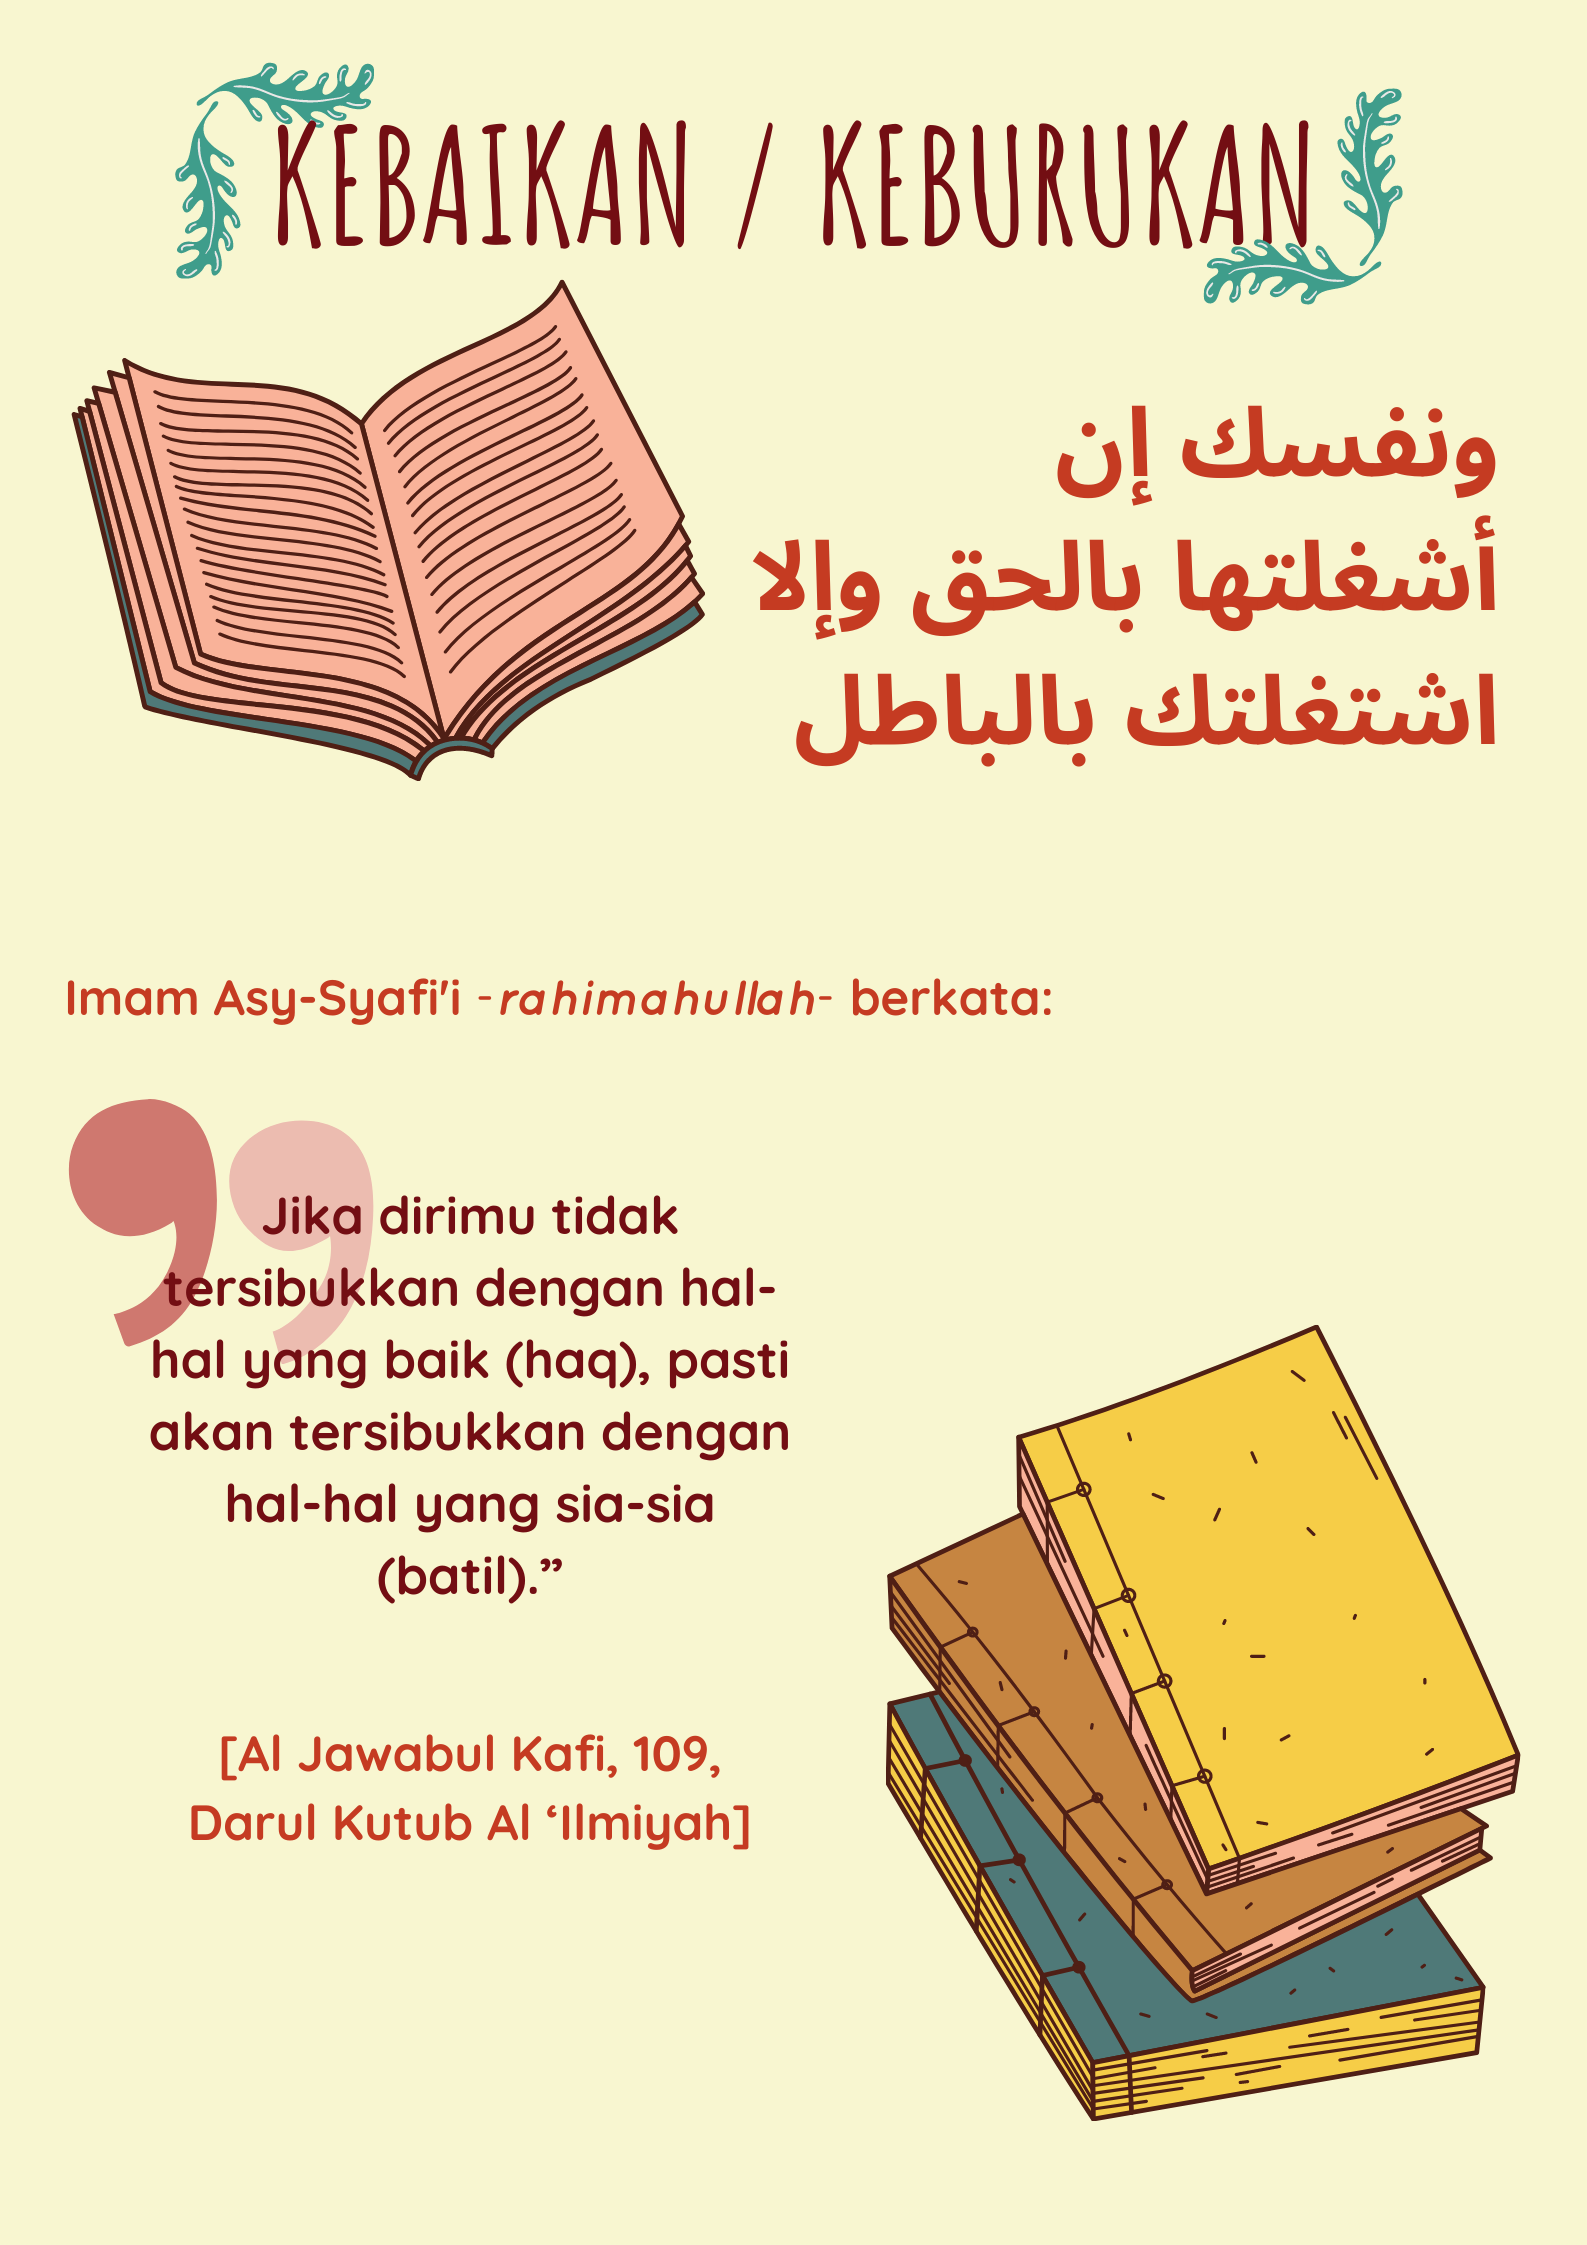 KEBAIKAN / KEBURUKAN
ونفسك إن
أشغلتها بالحق وإلا
اشتغلتك بالباطل
Imam Asy-Syafi'i -rahimahullah- berkata:
Jika dirimu tidak
tersibukkan dengan hal-
hal yang baik (haq), pasti
akan tersibukkan dengan
hal-hal yang sia-sia
(batil).”
[Al Jawabul Kafi, 109,
Darul Kutub Al ‘Ilmiyah]